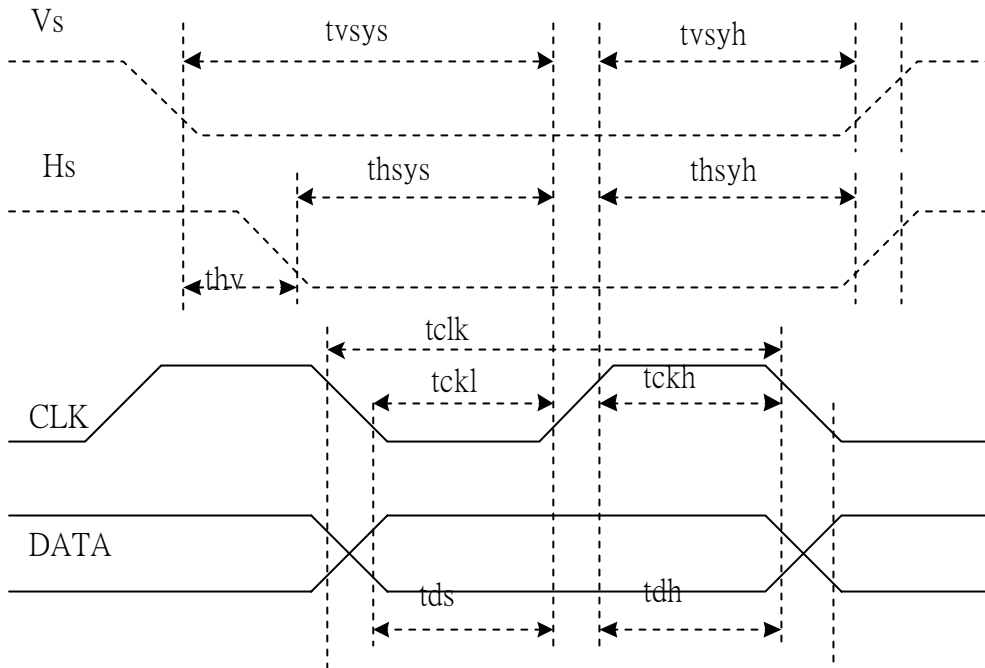 Vs
tvsys
tvsyh
Hs
thsys
thsyh
thv
tclk
tckl
tckh
CLK
DATA
tds
tdh